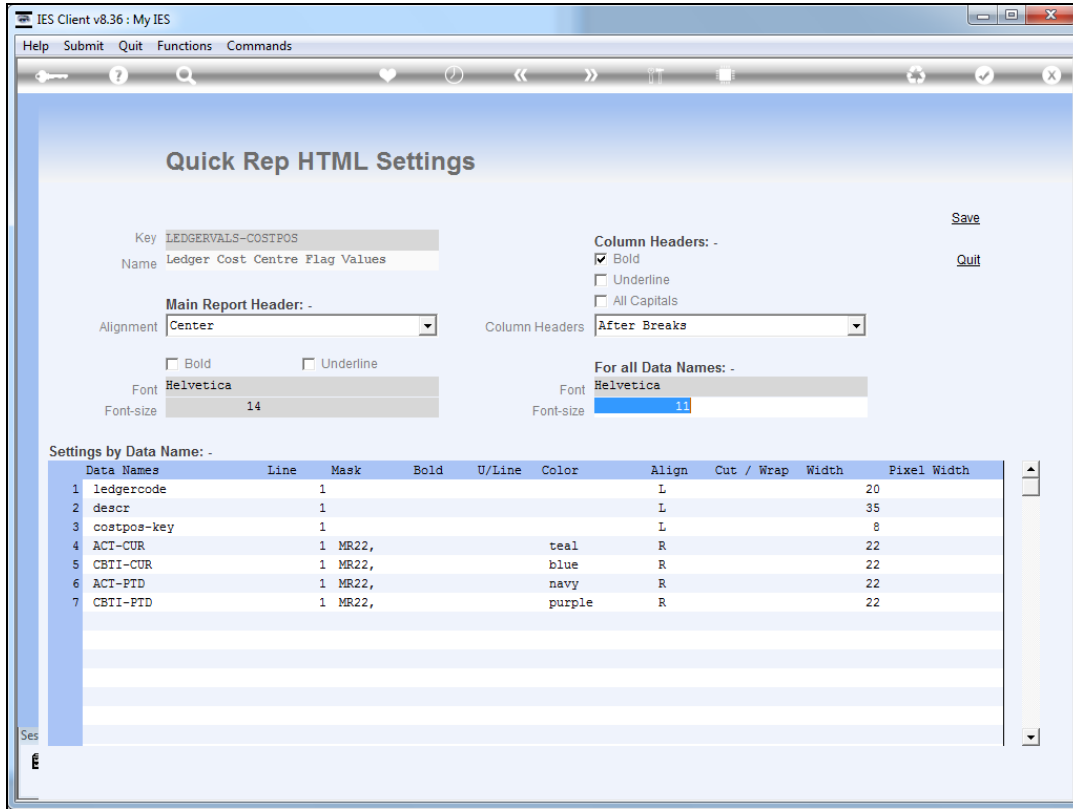 IES Client v8.36 : My IES
Help Submit Quit Functions Commands
Quick Rep HTML Settings
Save
Key LEDGERVALS-COSTPOS
Column Headers: -
Name Ledger Cost Centre Flag Values
Bold
Quit
Underline
Main Report Header: -
All Capitals
Alignment Center
Column Headers After Breaks
Bold Underline
For all Data Names: -
Font Helvetica
Font Helvetica
Font-size 14
Font-size 11
Settings by Data Name: -
Data Names Line Mask Bold U/Line Color Align Cut / Wrap Width Pixel Width
1 ledgercode 1 L 20
2 descr 1 L 35
3 costpos-key 1 L 8
4 ACT-CUR 1 MR22, teal R 22
5 CBTI-CUR 1 MR22, blue R 22
6 ACT-PTD 1 MR22, navy R 22
7 CBTI-PTD 1 MR22, purple R 22
Ses